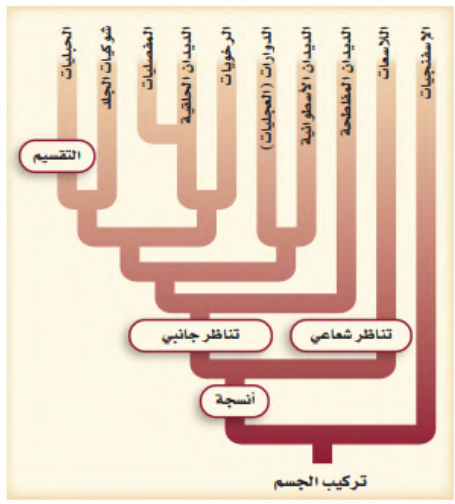 الإسفنجيات
اللاسعات
الديدان المفلطحة
الديدان الأسطوانية
الدوارات (العجليات)
الرخويات
الديدان الحلقية
المفصليات
شوكيات الجلد
الحبليات
التقسيم
تناظر شعاعي
تناظر جانبي
أنسجة
تركيب الجسم